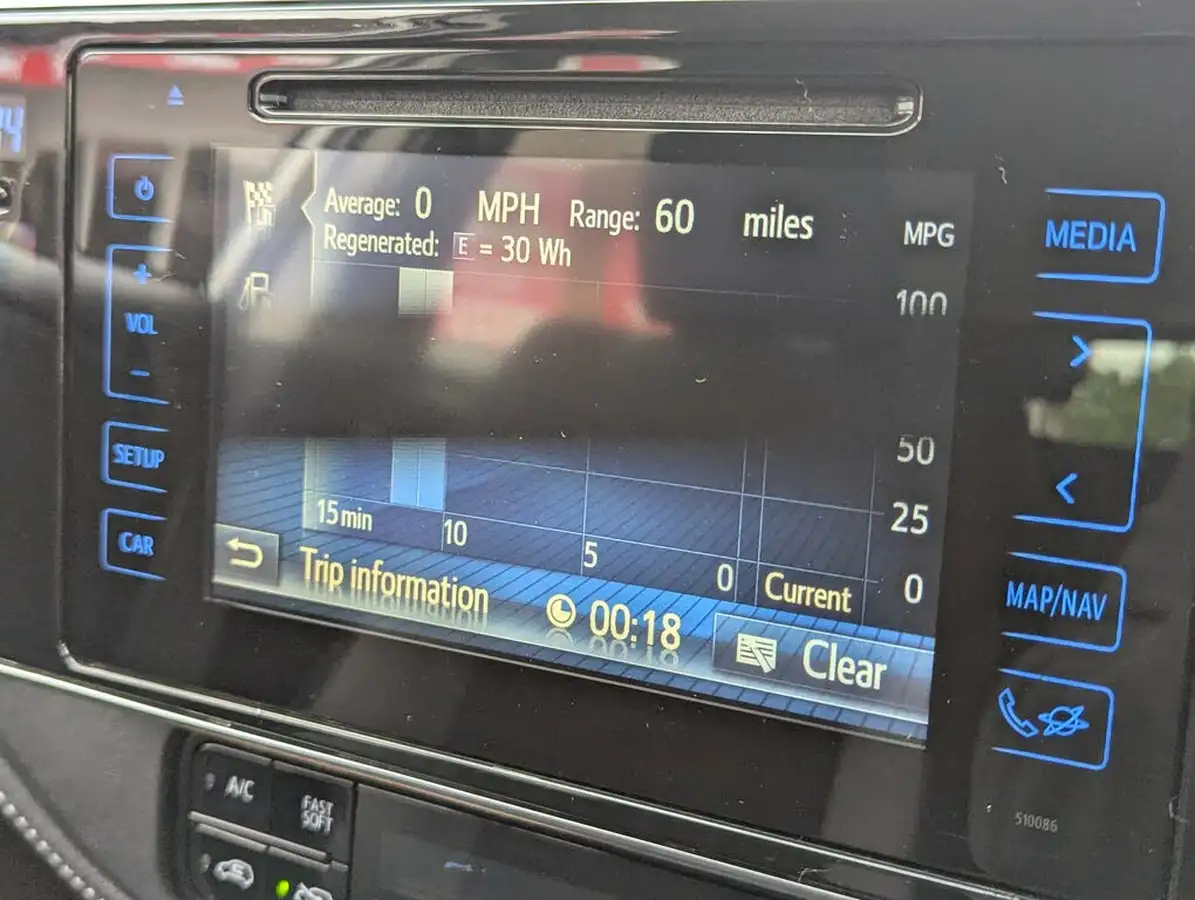 Average: 0 MPH Range: 60 miles
Regenerated: E = 30 Wh
MPG
100
50
25
0
15 min
10
5
0
Current
Trip information
00:18
Clear
VOL
SETUP
CAR
MEDIA
MAP/NAV
A/C
FAST
SOFT
510086